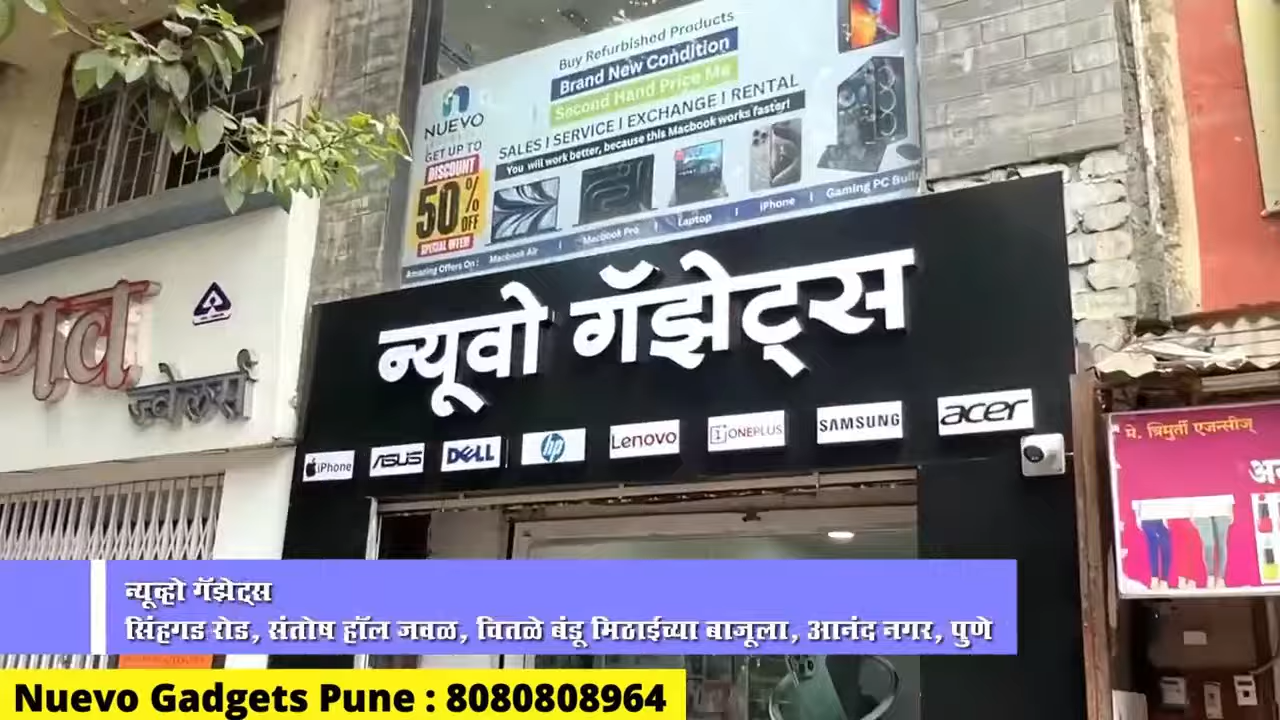 Buy Refurbished Products
Brand New Condition
Second Hand Price Me
NUEVO
SALES | SERVICE | EXCHANGE | RENTAL
You will work better, because this Macbook works faster!
GET UP TO
DISCOUNT
50% OFF
SPECIAL OFFER!
Amazing Offers On : Macbook Air | Macbook Pro | Laptop | iPhone | Gaming PC Buil
न्यूवो गॅझेट्स
iPhone ASUS DELL hp Lenovo ONEPLUS SAMSUNG acer
णव
ज्वेलर्स
मे. त्रिमुर्ती एजन्सीज्
न्यूव्हो गॅझेट्स
सिंहगड रोड, संतोष हॉल जवळ, चितळे बंडू मिठाईच्या बाजूला, आनंद नगर, पुणे
Nuevo Gadgets Pune : 8080808964